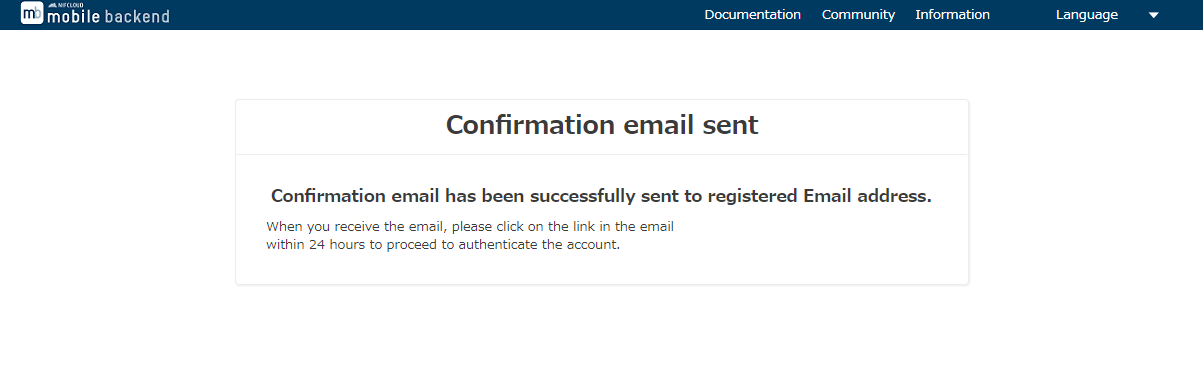 NIFCLOUD
mb mobile backend
Documentation Community Information Language
Confirmation email sent
Confirmation email has been successfully sent to registered Email address.
When you receive the email, please click on the link in the email
within 24 hours to proceed to authenticate the account.